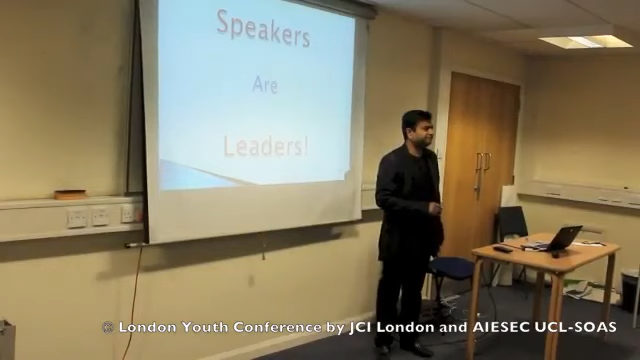 Speakers
Are
Leaders!
© London Youth Conference by JCI London and AIESEC UCL-SOAS